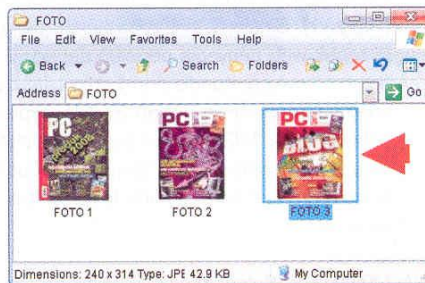 FOTO
File Edit View Favorites Tools Help
Back Search Folders
Address FOTO Go
PC PC PC
BIOS
FOTO 1 FOTO 2 FOTO 3
Dimensions: 240 x 314 Type: JPE 42.9 KB My Computer